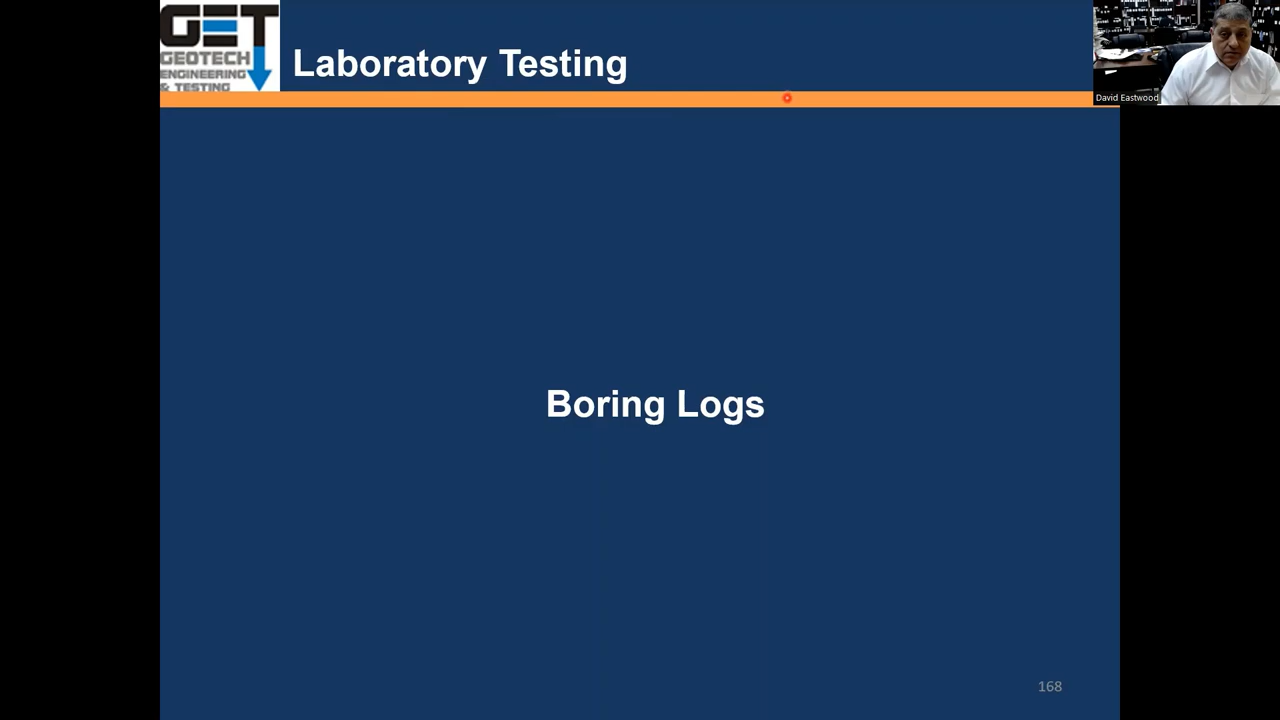 GET
GEOTECH
ENGINEERING
& TESTING
Laboratory Testing
David Eastwood
Boring Logs
168